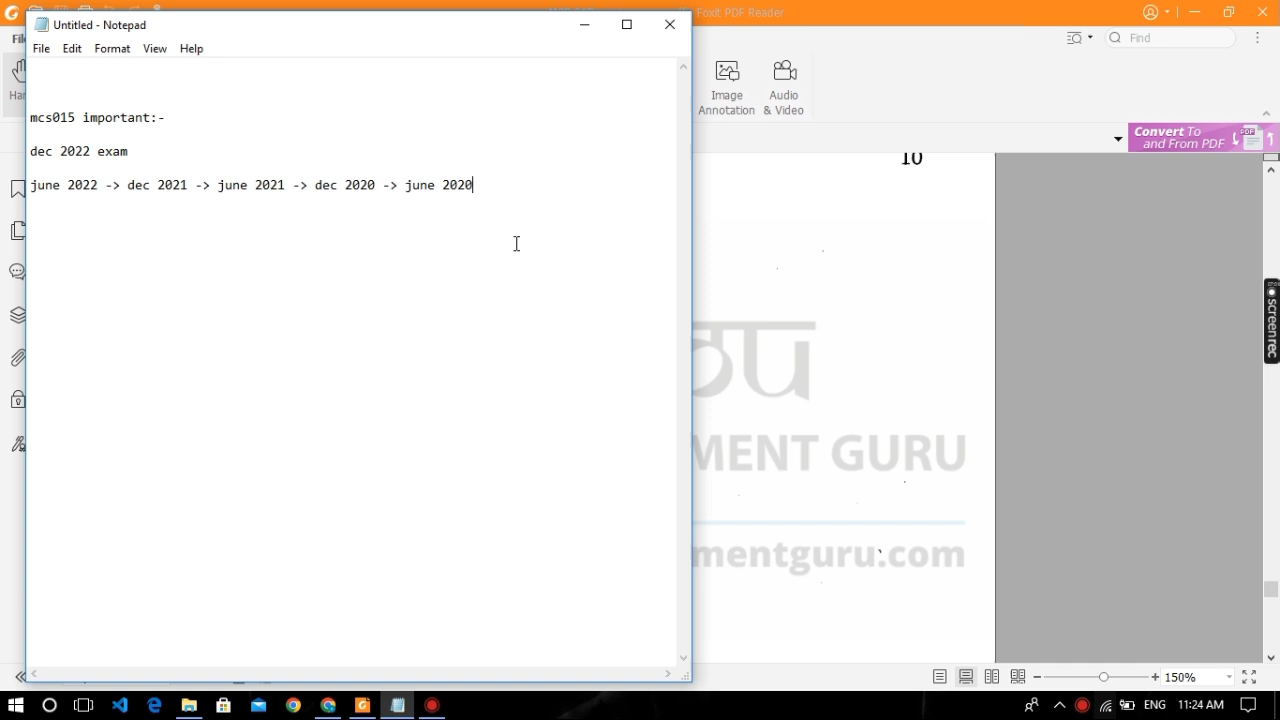 Untitled - Notepad
Foxit PDF Reader
File Edit Format View Help
Find
Image
Annotation
Audio
& Video
Convert To
and From PDF
PDF
mcs015 important:-
dec 2022 exam
june 2022 -> dec 2021 -> june 2021 -> dec 2020 -> june 2020
10
MENT GURU
mentguru.com
screenrec
150%
ENG 11:24 AM